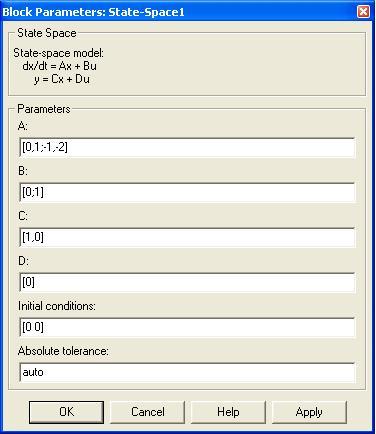 Block Parameters: State-Space1
State Space
State-space model:
dx/dt = Ax + Bu
y = Cx + Du
Parameters
A:
[0,1;-1,-2]
B:
[0;1]
C:
[1,0]
D:
[0]
Initial conditions:
[0 0]
Absolute tolerance:
auto
OK Cancel Help Apply